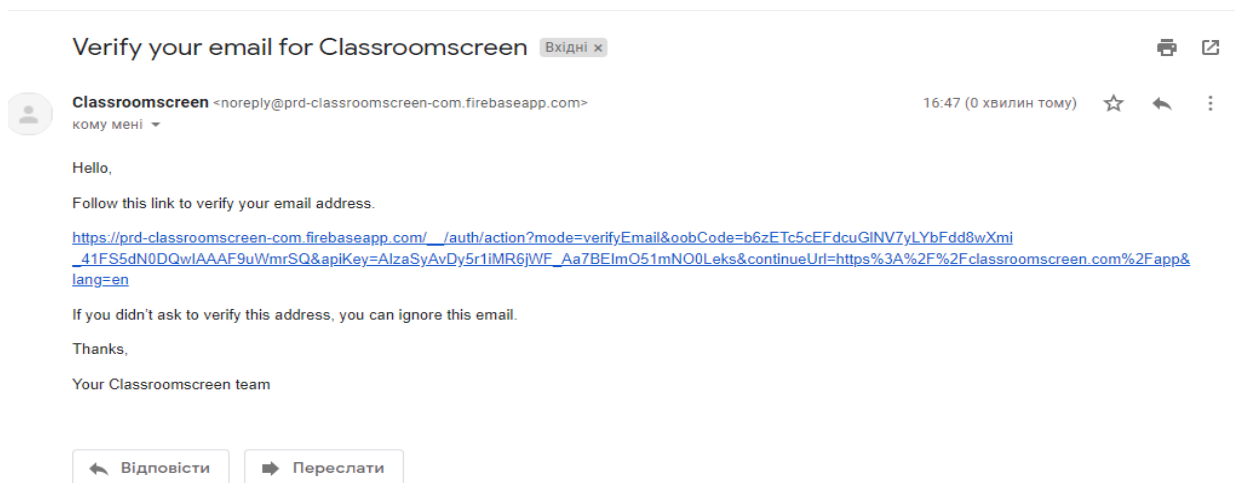 Verify your email for Classroomscreen Вхідні ×
Classroomscreen <noreply@prd-classroomscreen-com.firebaseapp.com> 16:47 (0 хвилин тому)
кому мені
Hello,
Follow this link to verify your email address.
https://prd-classroomscreen-com.firebaseapp.com/__/auth/action?mode=verifyEmail&oobCode=b6zETc5cEFdcuGlNV7yLYbFdd8wXmi
_41FS5dN0DQwIAAAF9uWmrSQ&apiKey=AIzaSyAvDy5r1iMR6jWF_Aa7BEImO51mNO0Leks&continueUrl=https%3A%2F%2Fclassroomscreen.com%2Fapp&
lang=en
If you didn't ask to verify this address, you can ignore this email.
Thanks,
Your Classroomscreen team
Відповісти Переслати